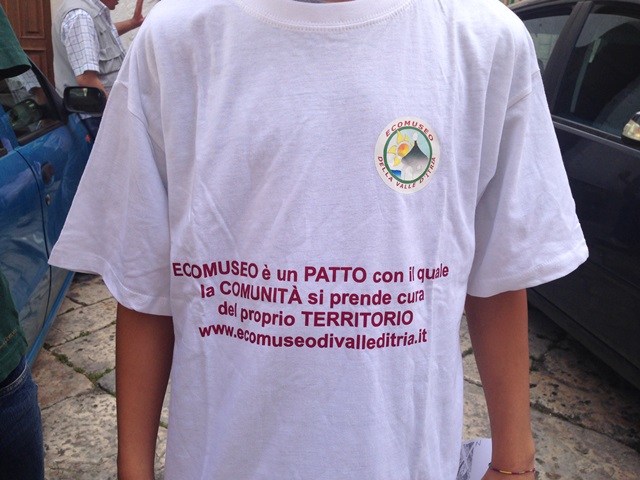 ECOMUSEO
DELLA VALLE D'ITRIA
ECOMUSEO è un PATTO con il quale
la COMUNITÀ si prende cura
del proprio TERRITORIO
www.ecomuseodivalleditria.it